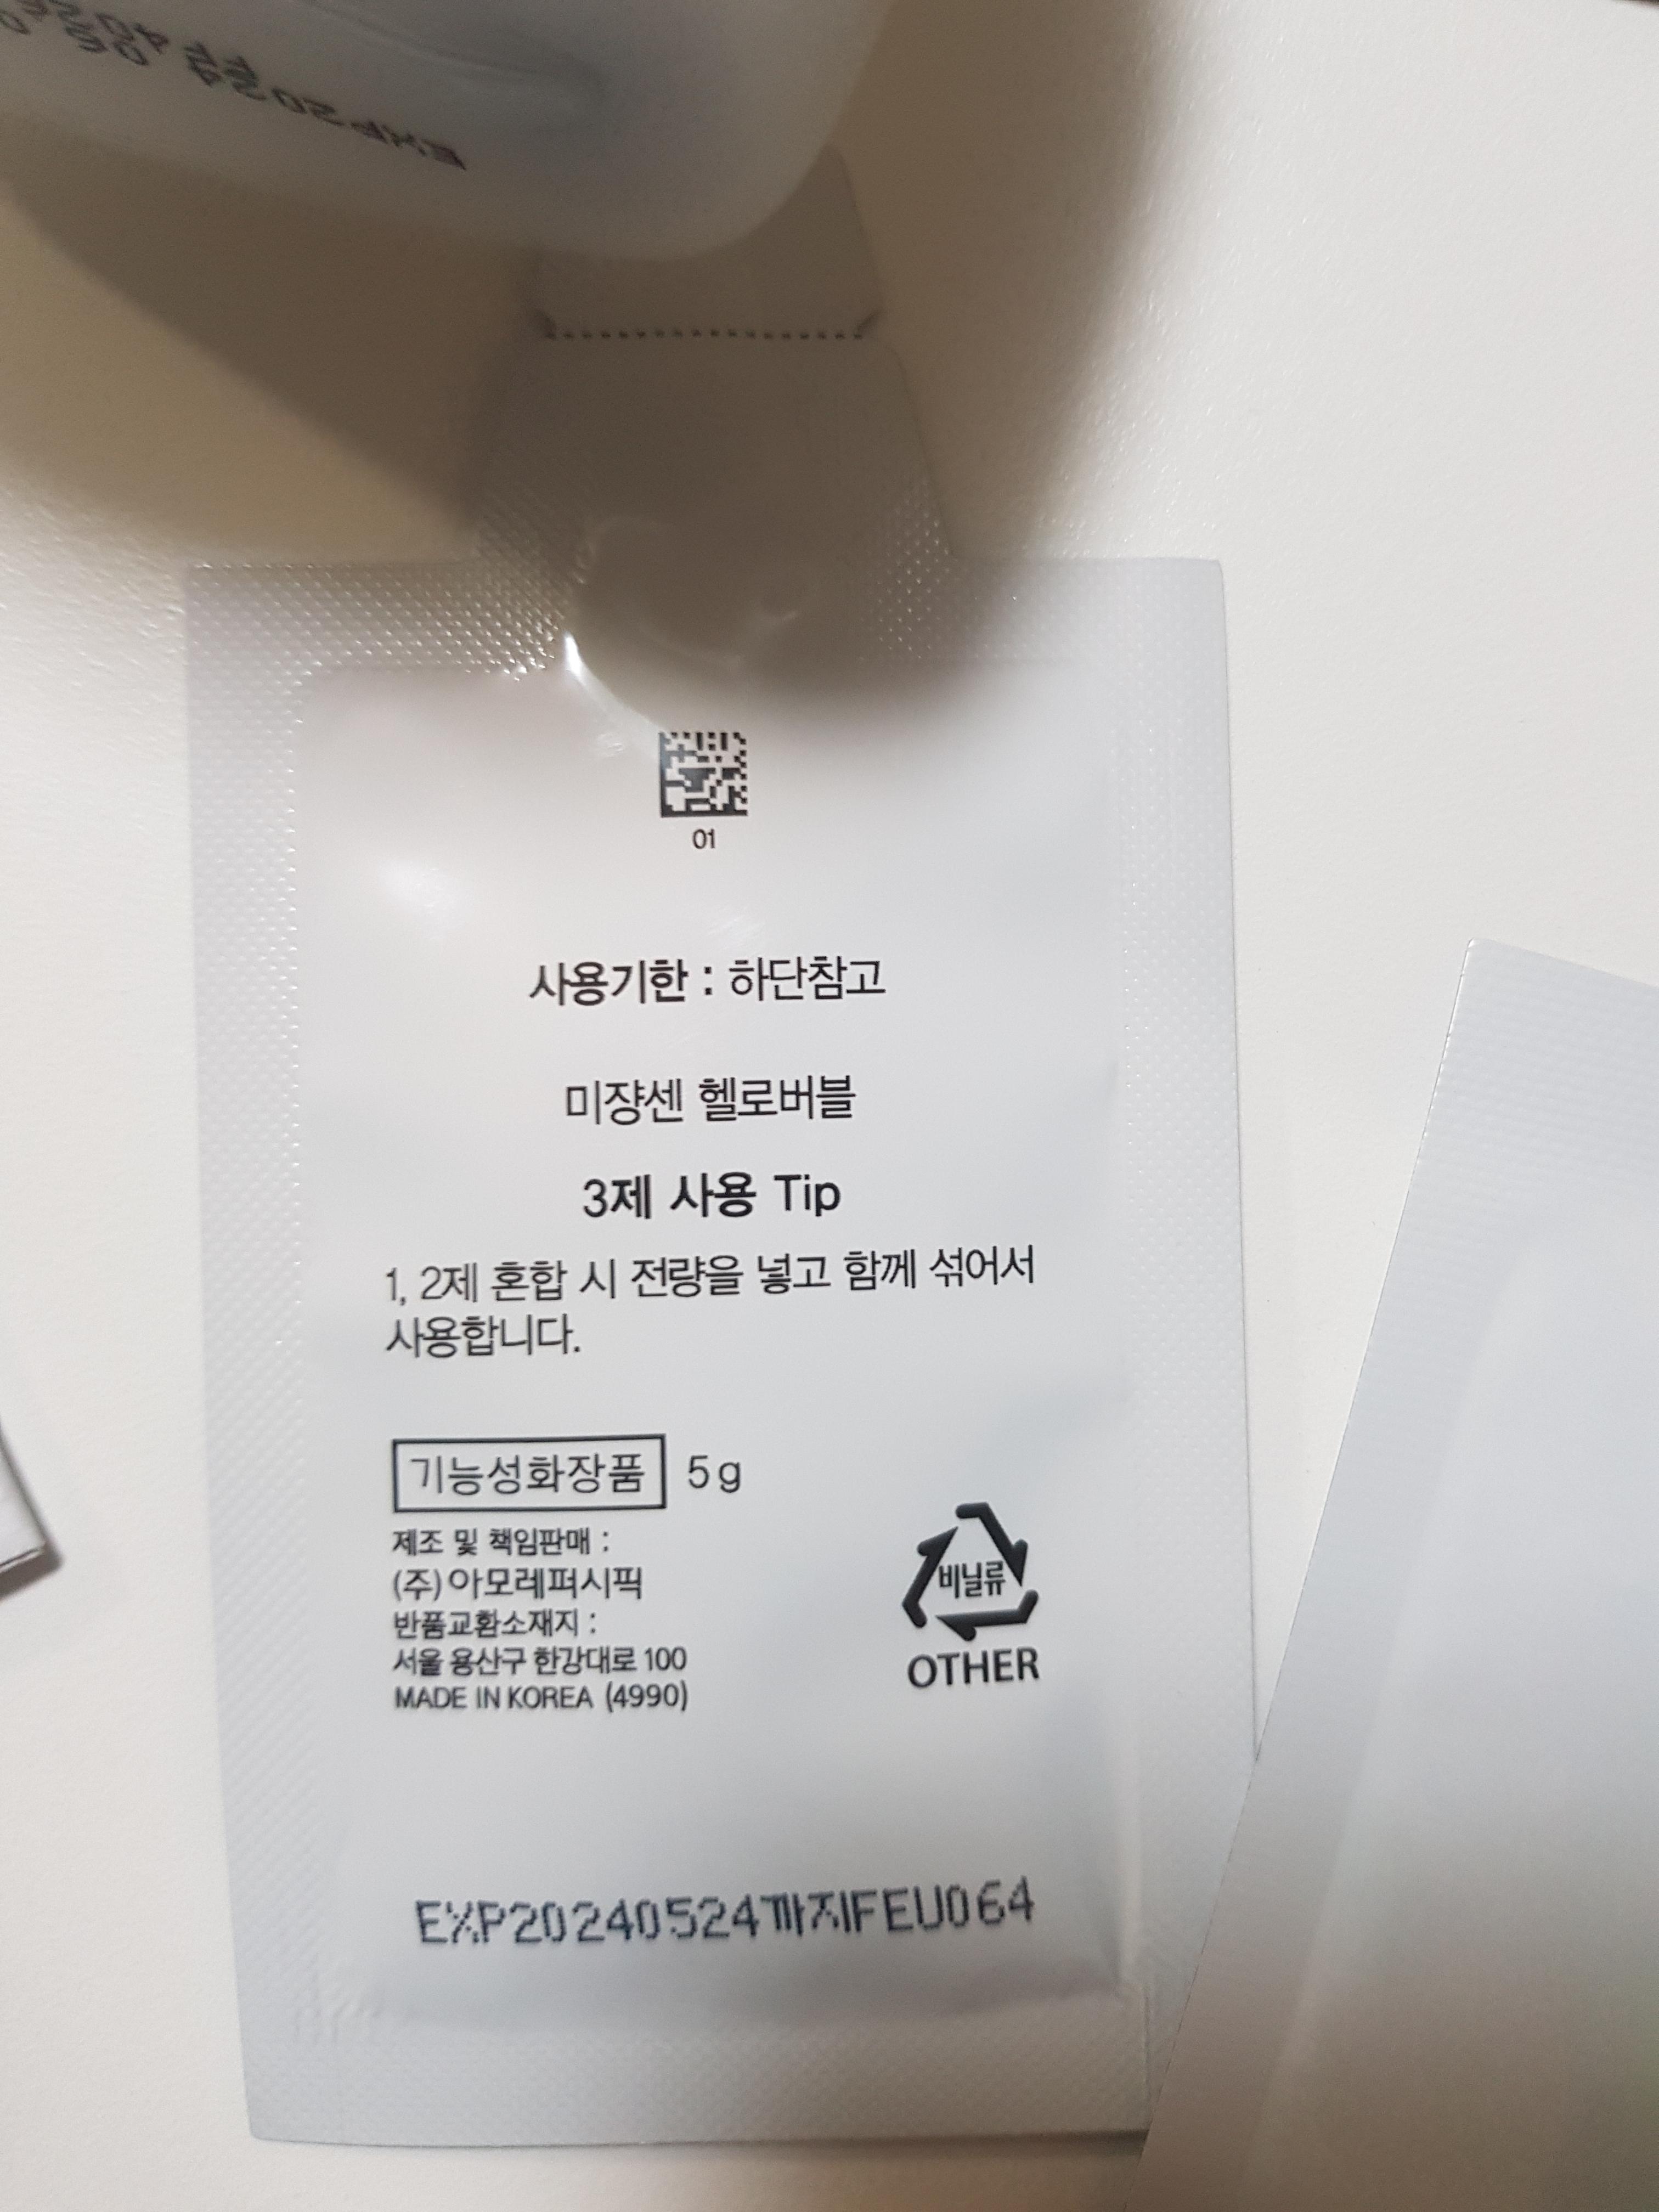 EXP2024
01
사용기한 : 하단참고
미쟝센 헬로버블
3제 사용 Tip
1, 2제 혼합 시 전량을 넣고 함께 섞어서
사용합니다.
기능성화장품 5g
제조 및 책임판매 :
(주)아모레퍼시픽
반품교환소재지 :
서울 용산구 한강대로 100
MADE IN KOREA (4990)
비닐류
OTHER
EXP20240524까지FEU064